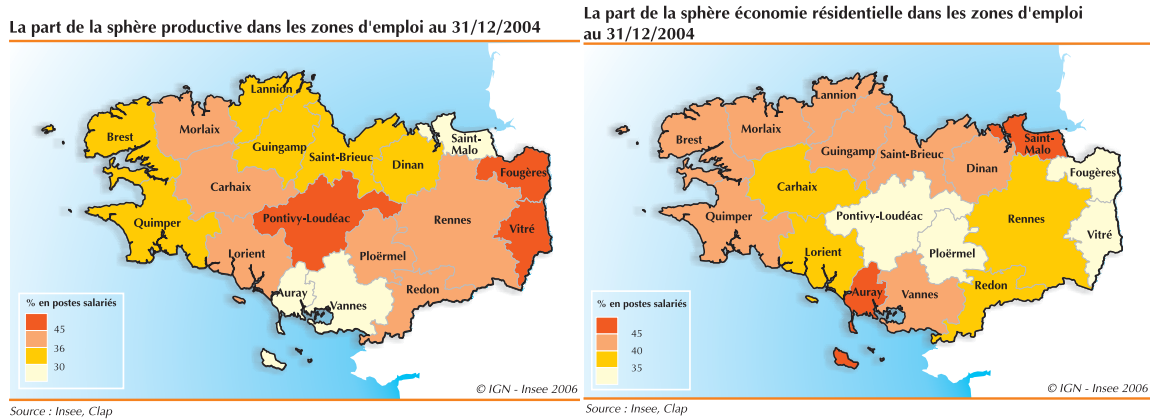 La part de la sphère productive dans les zones d'emploi au 31/12/2004
Lannion
Brest
Morlaix
Guingamp
Saint-Brieuc
Dinan
Saint-
Malo
Fougères
Carhaix
Quimper
Pontivy-Loudéac
Rennes
Vitré
Lorient
Ploërmel
Auray
Vannes
Redon
% en postes salariés
45
36
30
© IGN - Insee 2006
Source : Insee, Clap
La part de la sphère économie résidentielle dans les zones d'emploi
au 31/12/2004
Lannion
Brest
Morlaix
Guingamp
Saint-Brieuc
Dinan
Saint-
Malo
Fougères
Carhaix
Quimper
Pontivy-Loudéac
Rennes
Vitré
Lorient
Ploërmel
Auray
Vannes
Redon
% en postes salariés
45
40
35
© IGN - Insee 2006
Source : Insee, Clap